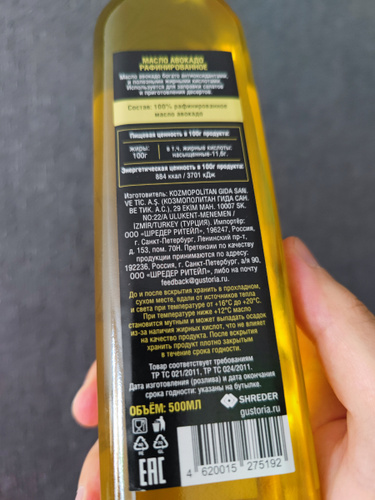 МАСЛО АВОКАДО
РАФИНИРОВАННОЕ
Масло авокадо богато антиоксидантами
и полезными жирными кислотами.
Используется для заправки салатов
и приготовления десертов.
Состав: 100% рафинированное
масло авокадо
Пищевая ценность в 100г продукта:
жиры:
100г
в т.ч. жирные кислоты:
насыщенные-11,6г.
Энергетическая ценность в 100г продукта:
884 ккал / 3701 кДж
Изготовитель: KOZMOPOLITAN GIDA SAN.
VE TIC. A.Ş. (КОЗМОПОЛИТАН ГИДА САН.
ВЕ ТИК. А.С.), 29 EKIM MAH. 10007 SK.
NO:22/A ULUKENT-MENEMEN /
IZMIR/TURKEY (ТУРЦИЯ). Импортер:
ООО «ШРЕДЕР РИТЕЙЛ», 196247, Россия,
г. Санкт-Петербург, Ленинский пр-т,
д. 153, пом. 70Н. Претензии по качеству
продукции принимаются по адресу:
192236, Россия, г. Санкт-Петербург, а/я 90,
ООО «ШРЕДЕР РИТЕЙЛ», либо на почту
feedback@gustoria.ru.
До и после вскрытия хранить в прохладном,
сухом месте, вдали от источников тепла
и света при температуре от +16°С до +20°С.
При температуре ниже +12°С масло
становится мутным и может выпадать осадок
из-за наличия жирных кислот, что не влияет
на качество продукта. После вскрытия
хранить продукт плотно закрытым
в течение срока годности.
Товар соответствует требованиям
ТР ТС 021/2011, ТР ТС 024/2011.
Дата изготовления (розлива) и дата окончания
срока годности: указаны на бутылке.
ОБЪЁМ: 500МЛ
SHREDER
gustoria.ru
EAC
4 620015 275192